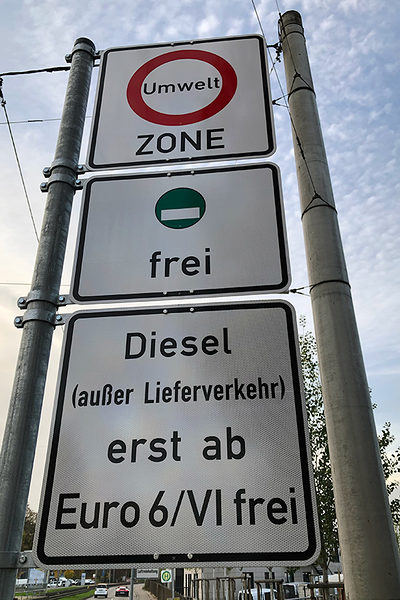 Umwelt
ZONE
frei
Diesel
(außer Lieferverkehr)
erst ab
Euro 6/VI frei